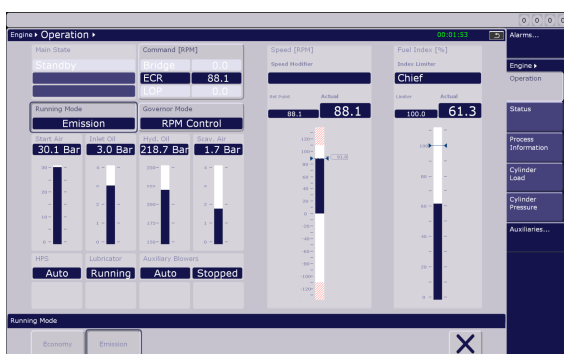 0 0 0 0
Engine ▸ Operation ▸
00:01:53
Alarms...
Main State
Standby
Command [RPM]
Bridge 0.0
ECR 88.1
LOP 0.0
Speed [RPM]
Speed Modifier
Set Point Actual
88.1 88.1
Fuel Index [%]
Index Limiter
Chief
Limiter Actual
100.0 61.3
Running Mode
Emission
Governor Mode
RPM Control
Start Air
30.1 Bar
Inlet Oil
3.0 Bar
Hyd. Oil
218.7 Bar
Scav. Air
1.7 Bar
HPS
Auto
Lubricator
Running
Auxiliary Blowers
Auto Stopped
Engine ▸
Operation
Status
Process
Information
Cylinder
Load
Cylinder
Pressure
Auxiliaries...
Running Mode
Economy
Emission